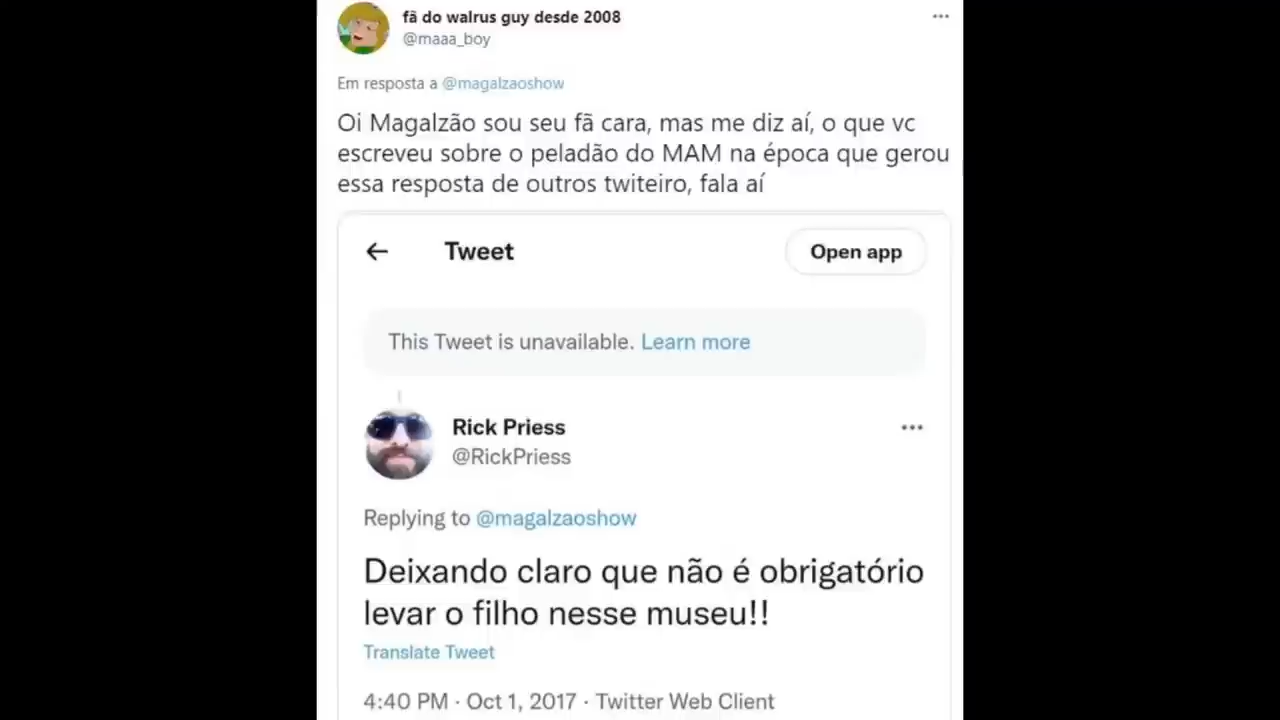 fã do walrus guy desde 2008
@maaa_boy
Em resposta a @magalzaoshow
Oi Magalzão sou seu fã cara, mas me diz aí, o que vc
escreveu sobre o peladão do MAM na época que gerou
essa resposta de outros twiteiro, fala aí
Tweet
Open app
This Tweet is unavailable. Learn more
Rick Priess
@RickPriess
Replying to @magalzaoshow
Deixando claro que não é obrigatório
levar o filho nesse museu!!
Translate Tweet
4:40 PM · Oct 1, 2017 · Twitter Web Client